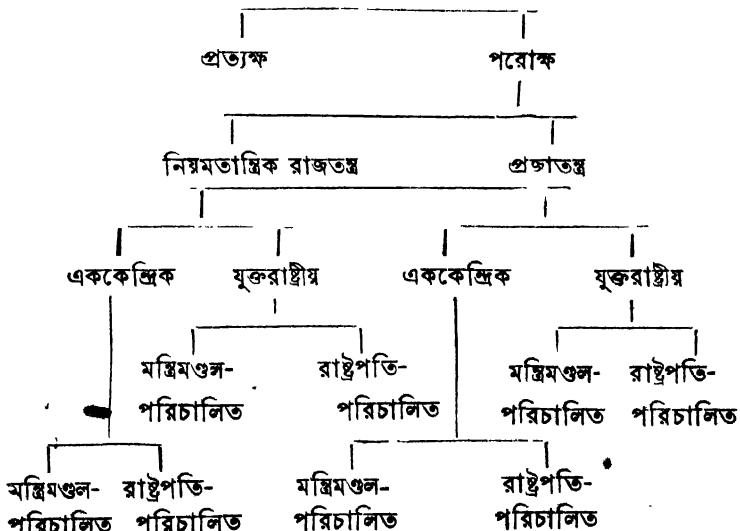 প্রত্যক্ষ পরোক্ষ
নিয়মতান্ত্রিক রাজতন্ত্র প্রজাতন্ত্র
এককেন্দ্রিক যুক্তরাষ্ট্রীয় এককেন্দ্রিক যুক্তরাষ্ট্রীয়
মন্ত্রিমণ্ডল- রাষ্ট্রপতি- মন্ত্রিমণ্ডল- রাষ্ট্রপতি-
পরিচালিত পরিচালিত পরিচালিত পরিচালিত
মন্ত্রিমণ্ডল- রাষ্ট্রপতি- মন্ত্রিমণ্ডল- রাষ্ট্রপতি-
পরিচালিত পরিচালিত পরিচালিত পরিচালিত